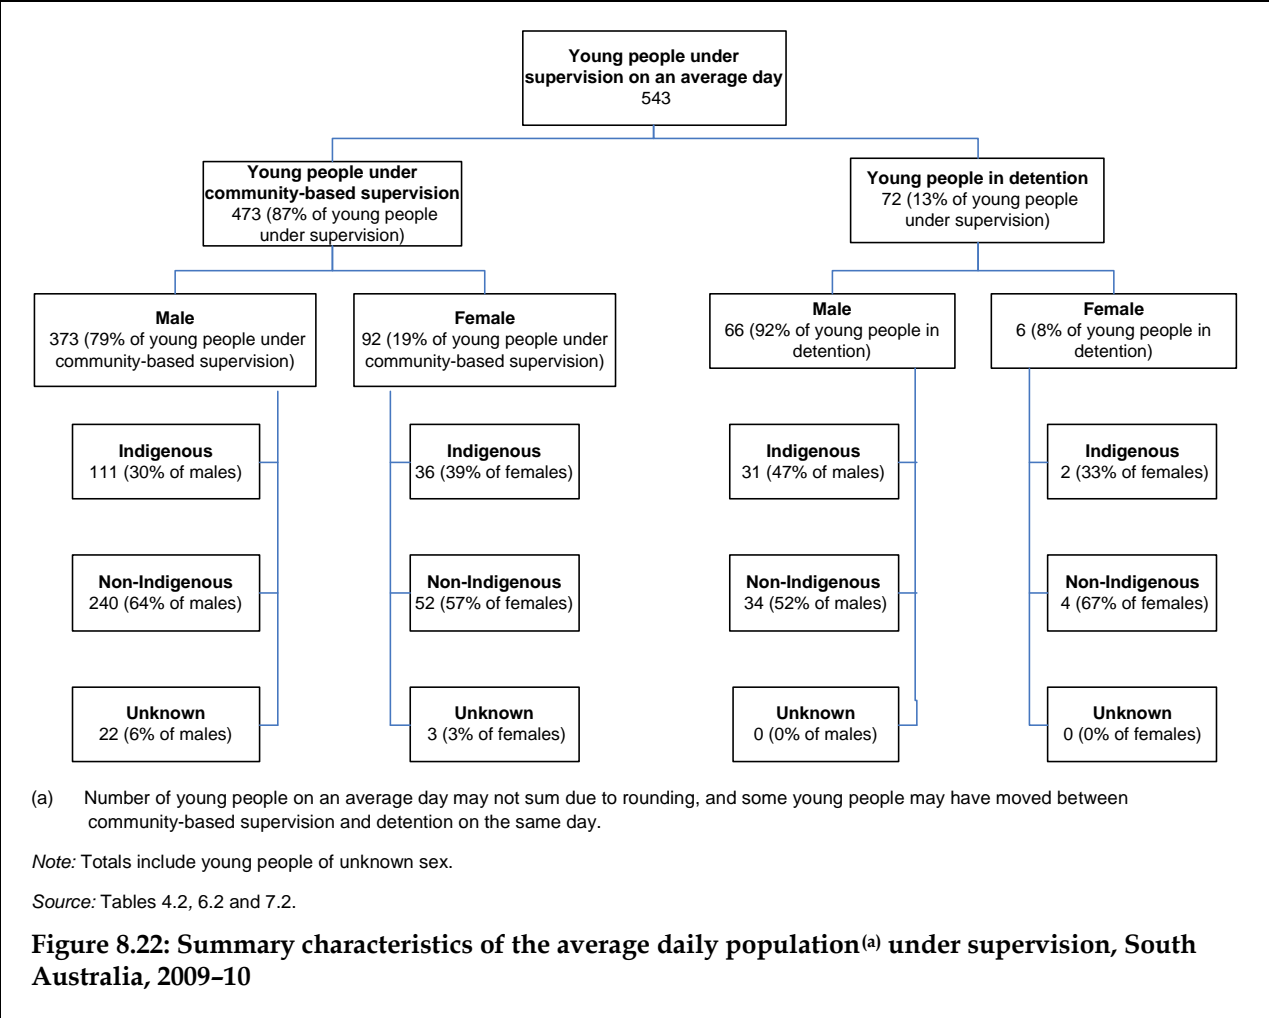 Young people under
supervision on an average day
543
Young people under
community-based supervision
473 (87% of young people
under supervision)
Young people in detention
72 (13% of young people
under supervision)
Male
373 (79% of young people under
community-based supervision)
Female
92 (19% of young people under
community-based supervision)
Male
66 (92% of young people in
detention)
Female
6 (8% of young people in
detention)
Indigenous
111 (30% of males)
Indigenous
36 (39% of females)
Indigenous
31 (47% of males)
Indigenous
2 (33% of females)
Non-Indigenous
240 (64% of males)
Non-Indigenous
52 (57% of females)
Non-Indigenous
34 (52% of males)
Non-Indigenous
4 (67% of females)
Unknown
22 (6% of males)
Unknown
3 (3% of females)
Unknown
0 (0% of males)
Unknown
0 (0% of females)
(a) Number of young people on an average day may not sum due to rounding, and some young people may have moved between
community-based supervision and detention on the same day.
Note: Totals include young people of unknown sex.
Source: Tables 4.2, 6.2 and 7.2.
Figure 8.22: Summary characteristics of the average daily population(a) under supervision, South
Australia, 2009–10